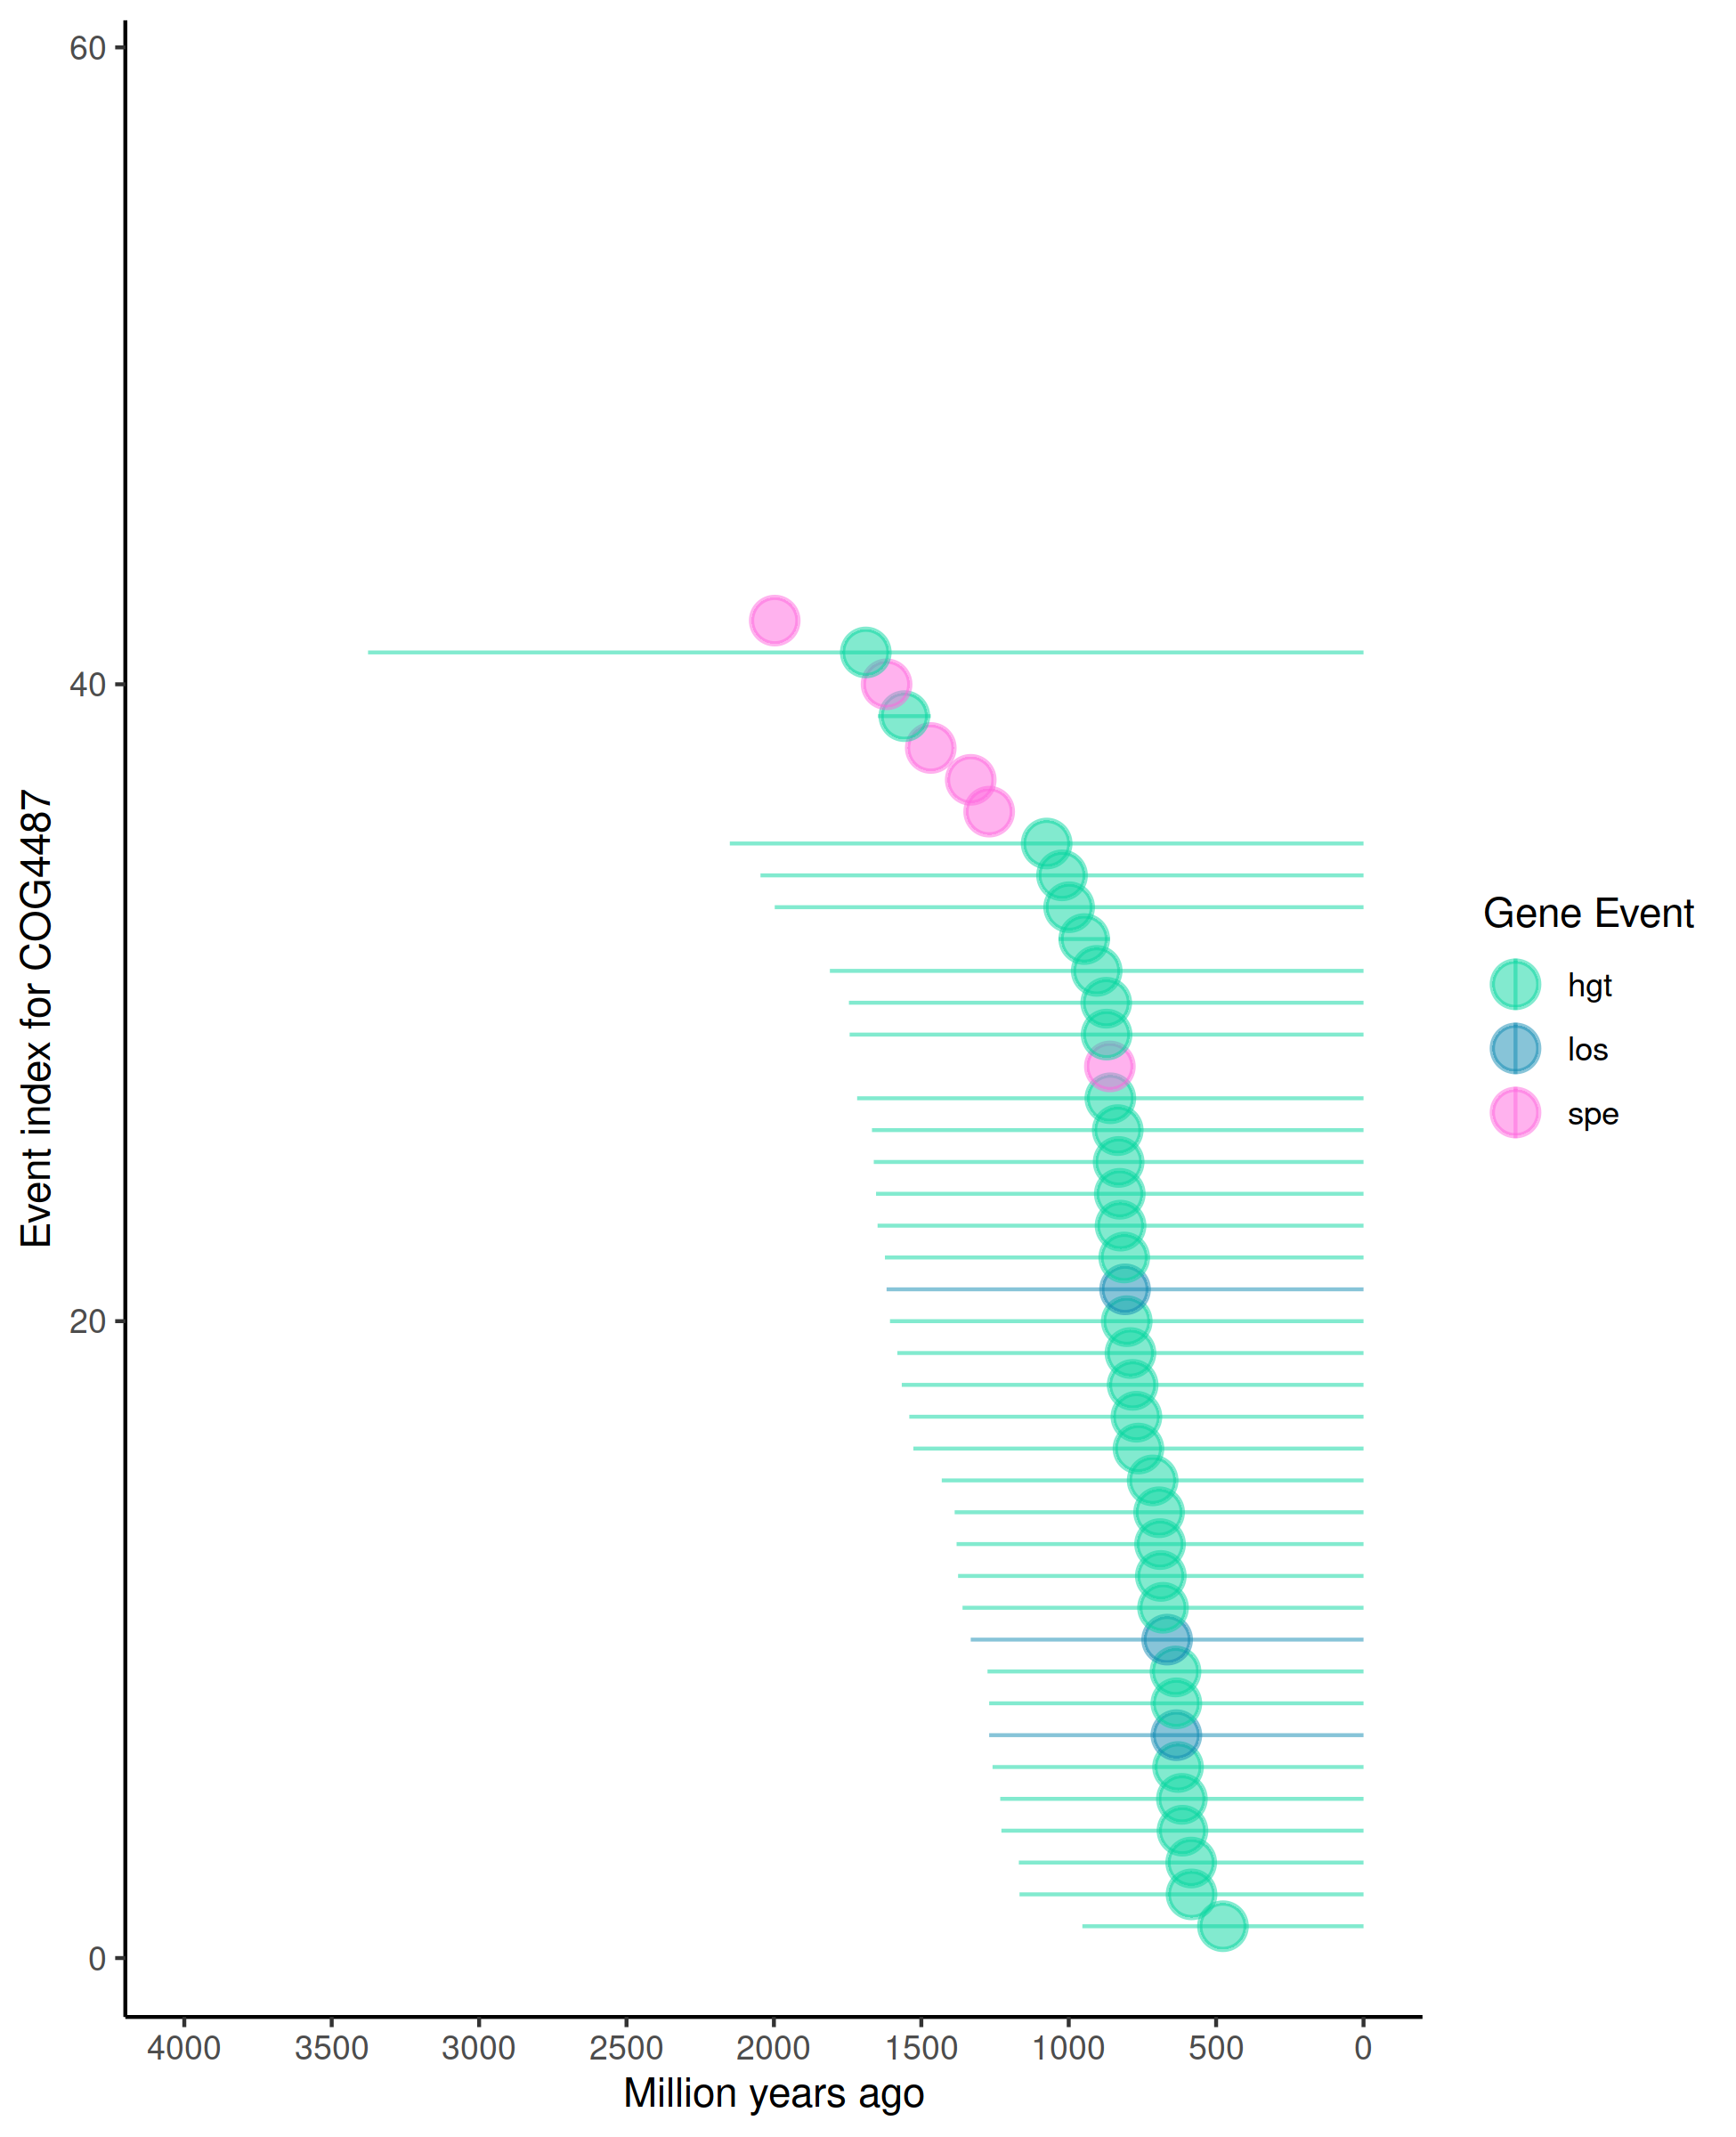 60
40
20
0
Event index for COG4487
4000 3500 3000 2500 2000 1500 1000 500 0
Million years ago
Gene Event
hgt
los
spe